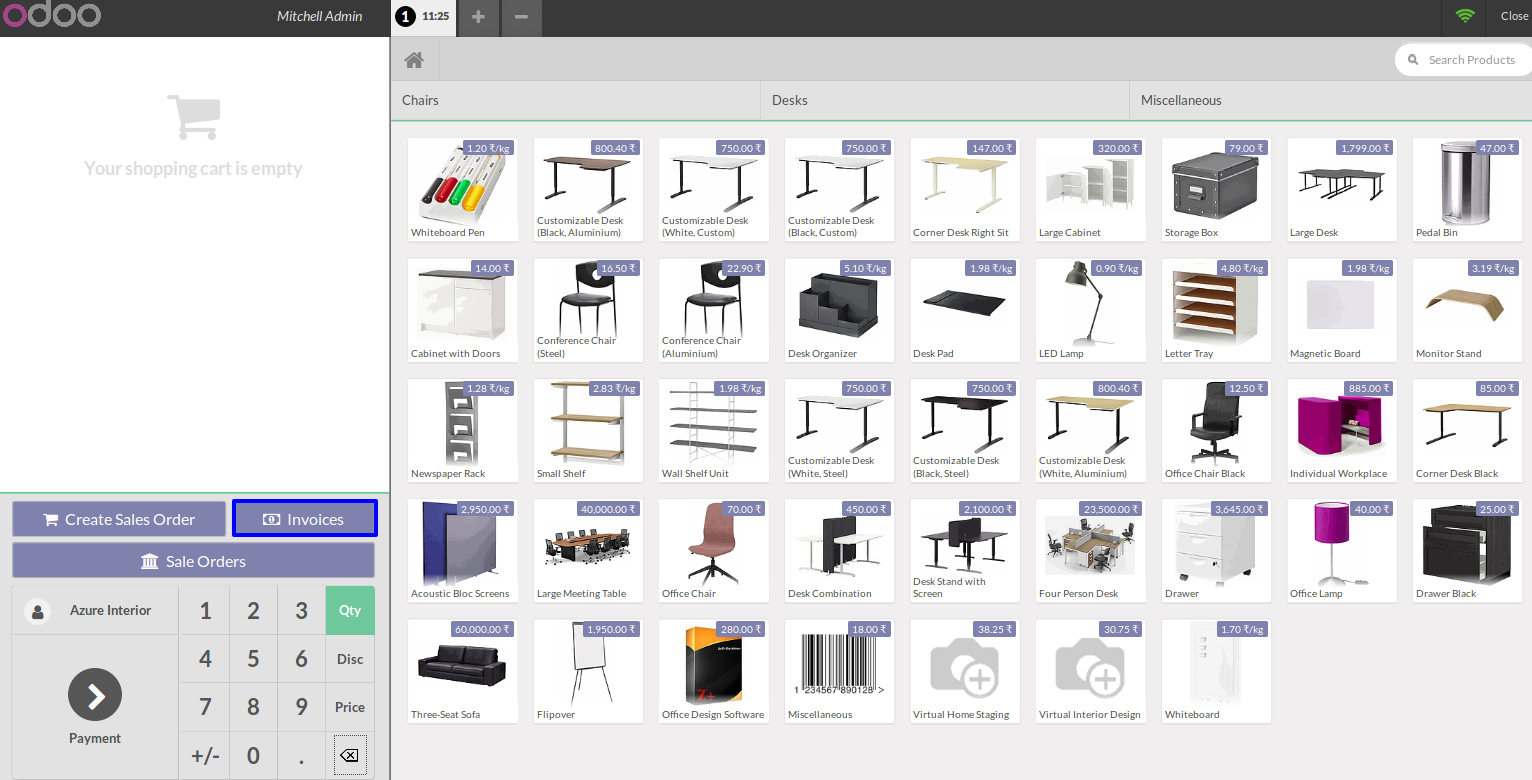 odoo
Mitchell Admin
1 11:25
Close
Search Products
Chairs
Desks
Miscellaneous
Your shopping cart is empty
1.20 ₹/kg
Whiteboard Pen
800.40 ₹
Customizable Desk
(Black, Aluminium)
750.00 ₹
Customizable Desk
(White, Custom)
750.00 ₹
Customizable Desk
(Black, Custom)
147.00 ₹
Corner Desk Right Sit
320.00 ₹
Large Cabinet
79.00 ₹
Storage Box
1,799.00 ₹
Large Desk
47.00 ₹
Pedal Bin
14.00 ₹
Cabinet with Doors
16.50 ₹
Conference Chair
(Steel)
22.90 ₹
Conference Chair
(Aluminium)
5.10 ₹/kg
Desk Organizer
1.98 ₹/kg
Desk Pad
0.90 ₹/kg
LED Lamp
4.80 ₹/kg
Letter Tray
1.98 ₹/kg
Magnetic Board
3.19 ₹/kg
Monitor Stand
1.28 ₹/kg
Newspaper Rack
2.83 ₹/kg
Small Shelf
1.98 ₹/kg
Wall Shelf Unit
750.00 ₹
Customizable Desk
(White, Steel)
750.00 ₹
Customizable Desk
(Black, Steel)
800.40 ₹
Customizable Desk
(White, Aluminium)
12.50 ₹
Office Chair Black
885.00 ₹
Individual Workplace
85.00 ₹
Corner Desk Black
2,950.00 ₹
Acoustic Bloc Screens
40,000.00 ₹
Large Meeting Table
70.00 ₹
Office Chair
450.00 ₹
Desk Combination
2,100.00 ₹
Desk Stand with
Screen
23,500.00 ₹
Four Person Desk
3,645.00 ₹
Drawer
40.00 ₹
Office Lamp
25.00 ₹
Drawer Black
60,000.00 ₹
Three-Seat Sofa
1,950.00 ₹
Flipover
280.00 ₹
Z+
Office Design Software
18.00 ₹
1 234567 890128 >
Miscellaneous
38.25 ₹
Virtual Home Staging
30.75 ₹
Virtual Interior Design
1.70 ₹/kg
Whiteboard
Create Sales Order
Invoices
Sale Orders
Azure Interior
Payment
1 2 3 Qty
4 5 6 Disc
7 8 9 Price
+/- 0 .